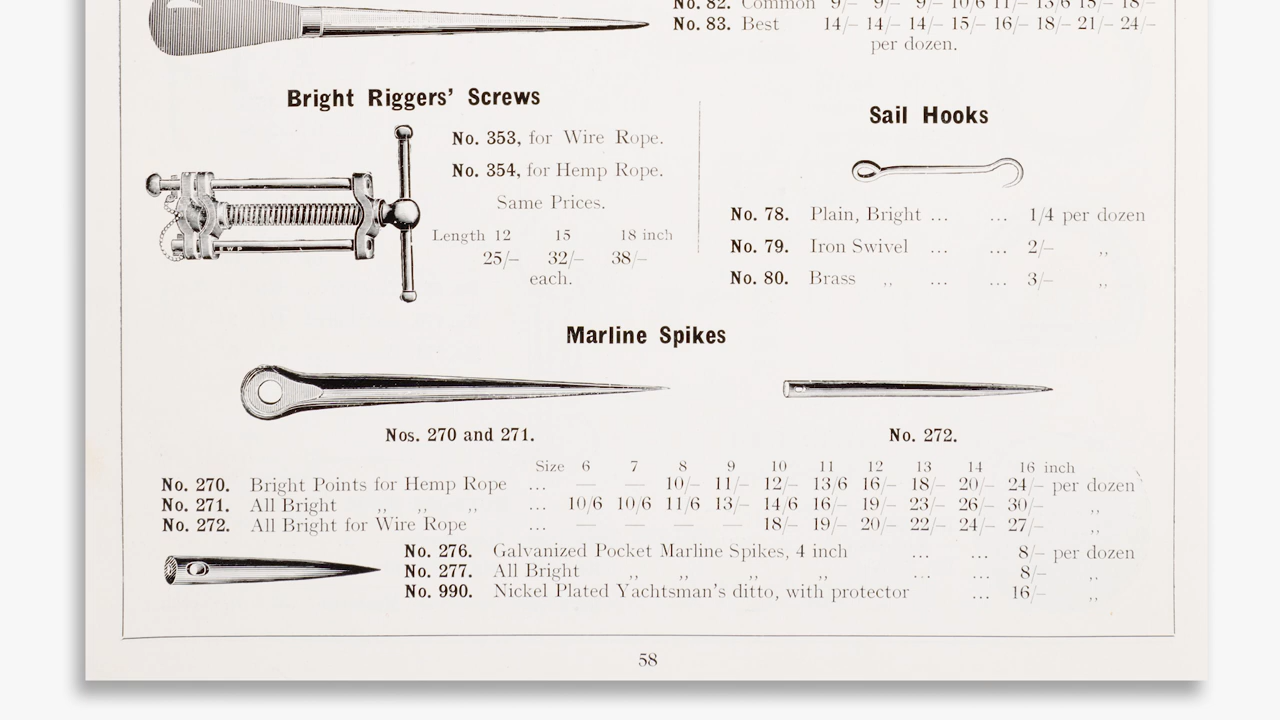 No. 82. Common 9/– 9/– 9/– 10/6 11/– 13/6 15/– 18/–
No. 83. Best 14/– 14/– 14/– 15/– 16/– 18/– 21/– 24/–
per dozen.
Bright Riggers' Screws
No. 353, for Wire Rope.
No. 354, for Hemp Rope.
Same Prices.
Length 12 15 18 inch
25/– 32/– 38/–
each.
Sail Hooks
No. 78. Plain, Bright ... ... 1/4 per dozen
No. 79. Iron Swivel ... ... 2/– ,,
No. 80. Brass ,, ... ... 3/– ,,
Marline Spikes
Nos. 270 and 271.
No. 272.
Size 6 7 8 9 10 11 12 13 14 16 inch
No. 270. Bright Points for Hemp Rope ... — — 10/– 11/– 12/– 13/6 16/– 18/– 20/– 24/– per dozen
No. 271. All Bright ,, ,, ,, ... 10/6 10/6 11/6 13/– 14/6 16/– 19/– 23/– 26/– 30/– ,,
No. 272. All Bright for Wire Rope ... — — — — 18/– 19/– 20/– 22/– 24/– 27/– ,,
No. 276. Galvanized Pocket Marline Spikes, 4 inch ... ... 8/– per dozen
No. 277. All Bright ,, ,, ,, ,, ... ... 8/– ,,
No. 990. Nickel Plated Yachtsman's ditto, with protector ... 16/– ,,
58